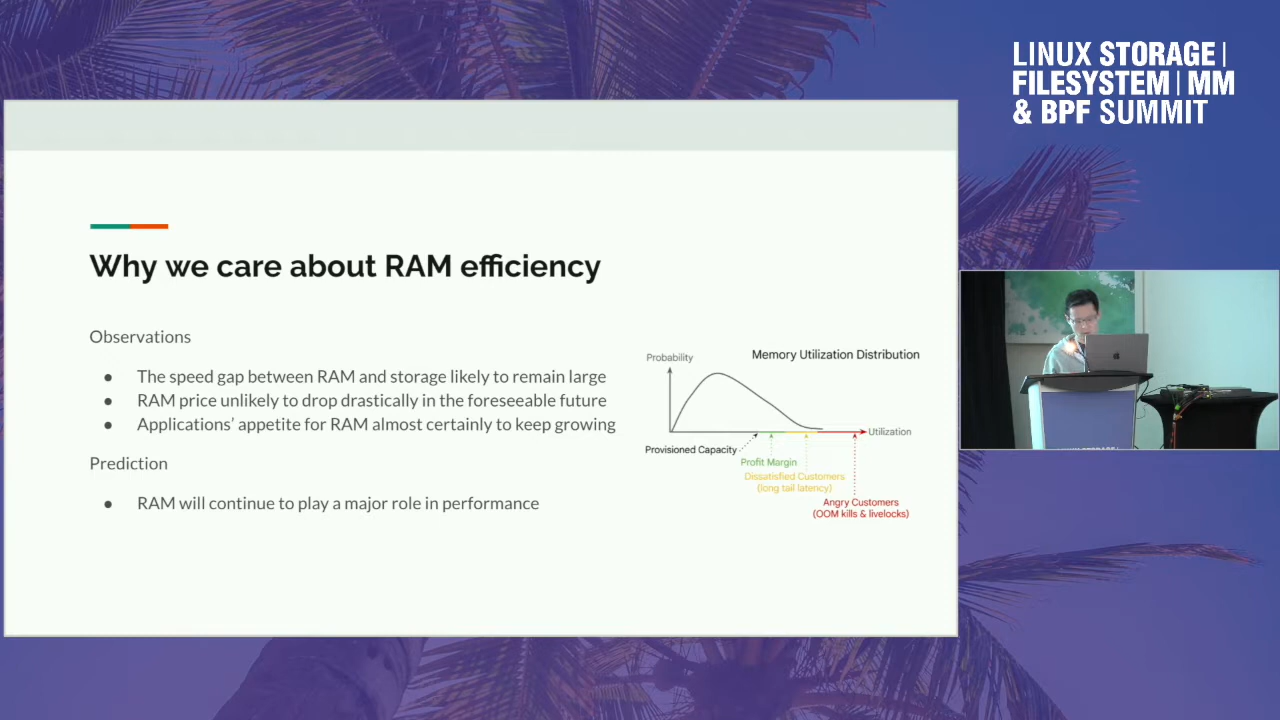 LINUX STORAGE |
FILESYSTEM | MM
& BPF SUMMIT
Why we care about RAM efficiency
Observations
● The speed gap between RAM and storage likely to remain large
● RAM price unlikely to drop drastically in the foreseeable future
● Applications’ appetite for RAM almost certainly to keep growing
Prediction
● RAM will continue to play a major role in performance
Memory Utilization Distribution
Probability
Utilization
Provisioned Capacity
Profit Margin
Dissatisfied Customers
(long tail latency)
Angry Customers
(OOM kills & livelocks)